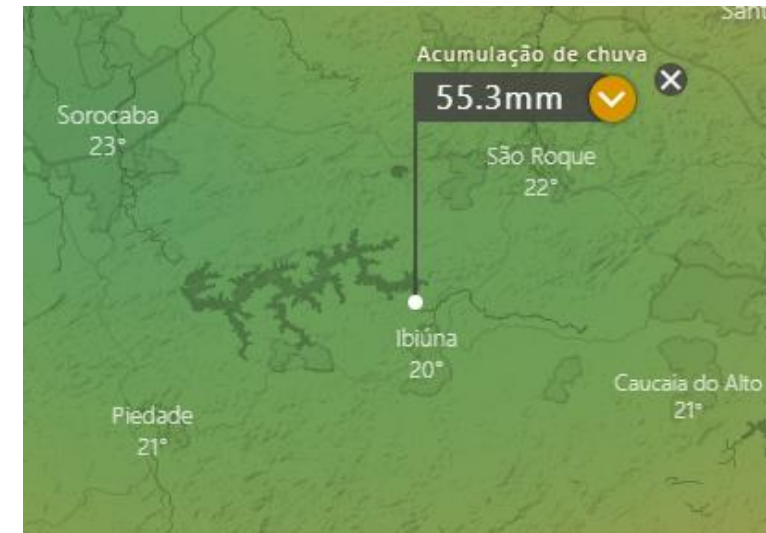 Acumulação de chuva
55.3mm
Sorocaba
23°
São Roque
22°
Ibiúna
20°
Caucaia do Alto
21°
Piedade
21°